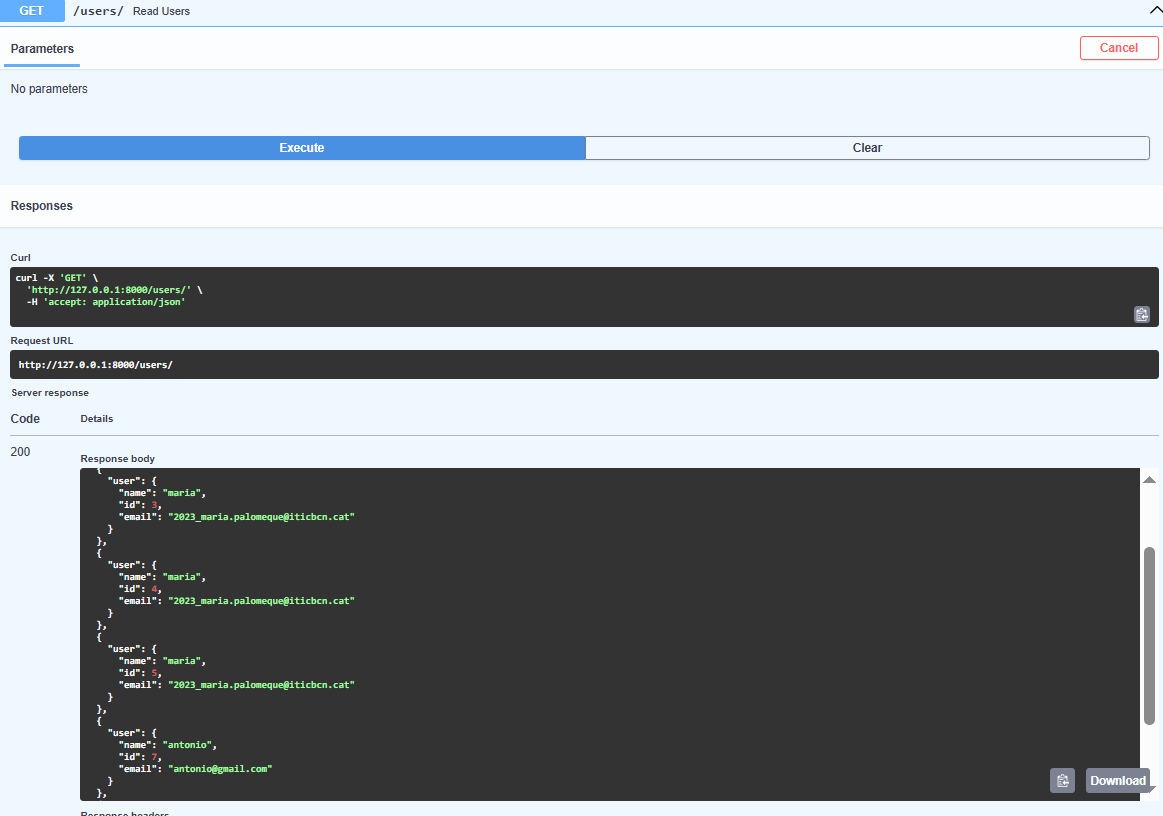 GET /users/ Read Users
Parameters
Cancel
No parameters
Execute
Clear
Responses
Curl
curl -X 'GET' \
'http://127.0.0.1:8000/users/' \
-H 'accept: application/json'
Request URL
http://127.0.0.1:8000/users/
Server response
Code Details
200
Response body
{
"user": {
"name": "maria",
"id": 3,
"email": "2023_maria.palomeque@iticbcn.cat"
}
},
{
"user": {
"name": "maria",
"id": 4,
"email": "2023_maria.palomeque@iticbcn.cat"
}
},
{
"user": {
"name": "maria",
"id": 5,
"email": "2023_maria.palomeque@iticbcn.cat"
}
},
{
"user": {
"name": "antonio",
"id": 7,
"email": "antonio@gmail.com"
}
},
Download
Response headers